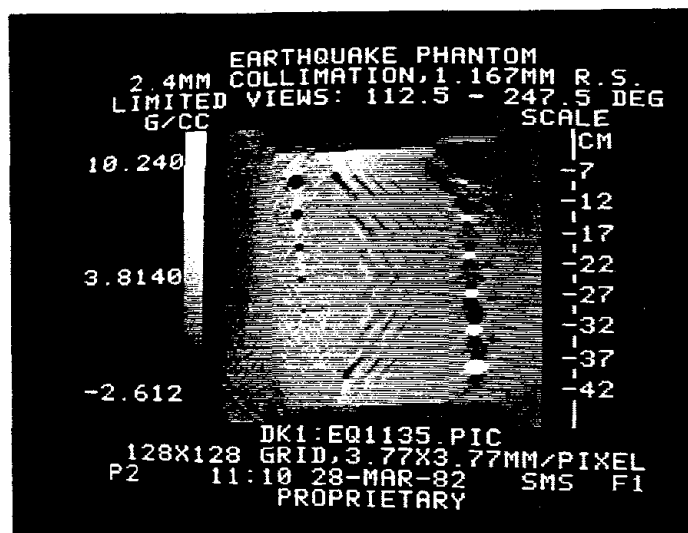 EARTHQUAKE PHANTOM
2.4MM COLLIMATION,1.167MM R.S.
LIMITED VIEWS: 112.5 - 247.5 DEG
G/CC SCALE
CM
10.240
-7
-12
-17
3.8140
-22
-27
-32
-37
-2.612
-42
DK1:EQ1135.PIC
128X128 GRID,3.77X3.77MM/PIXEL
P2 11:10 28-MAR-82 SMS F1
PROPRIETARY